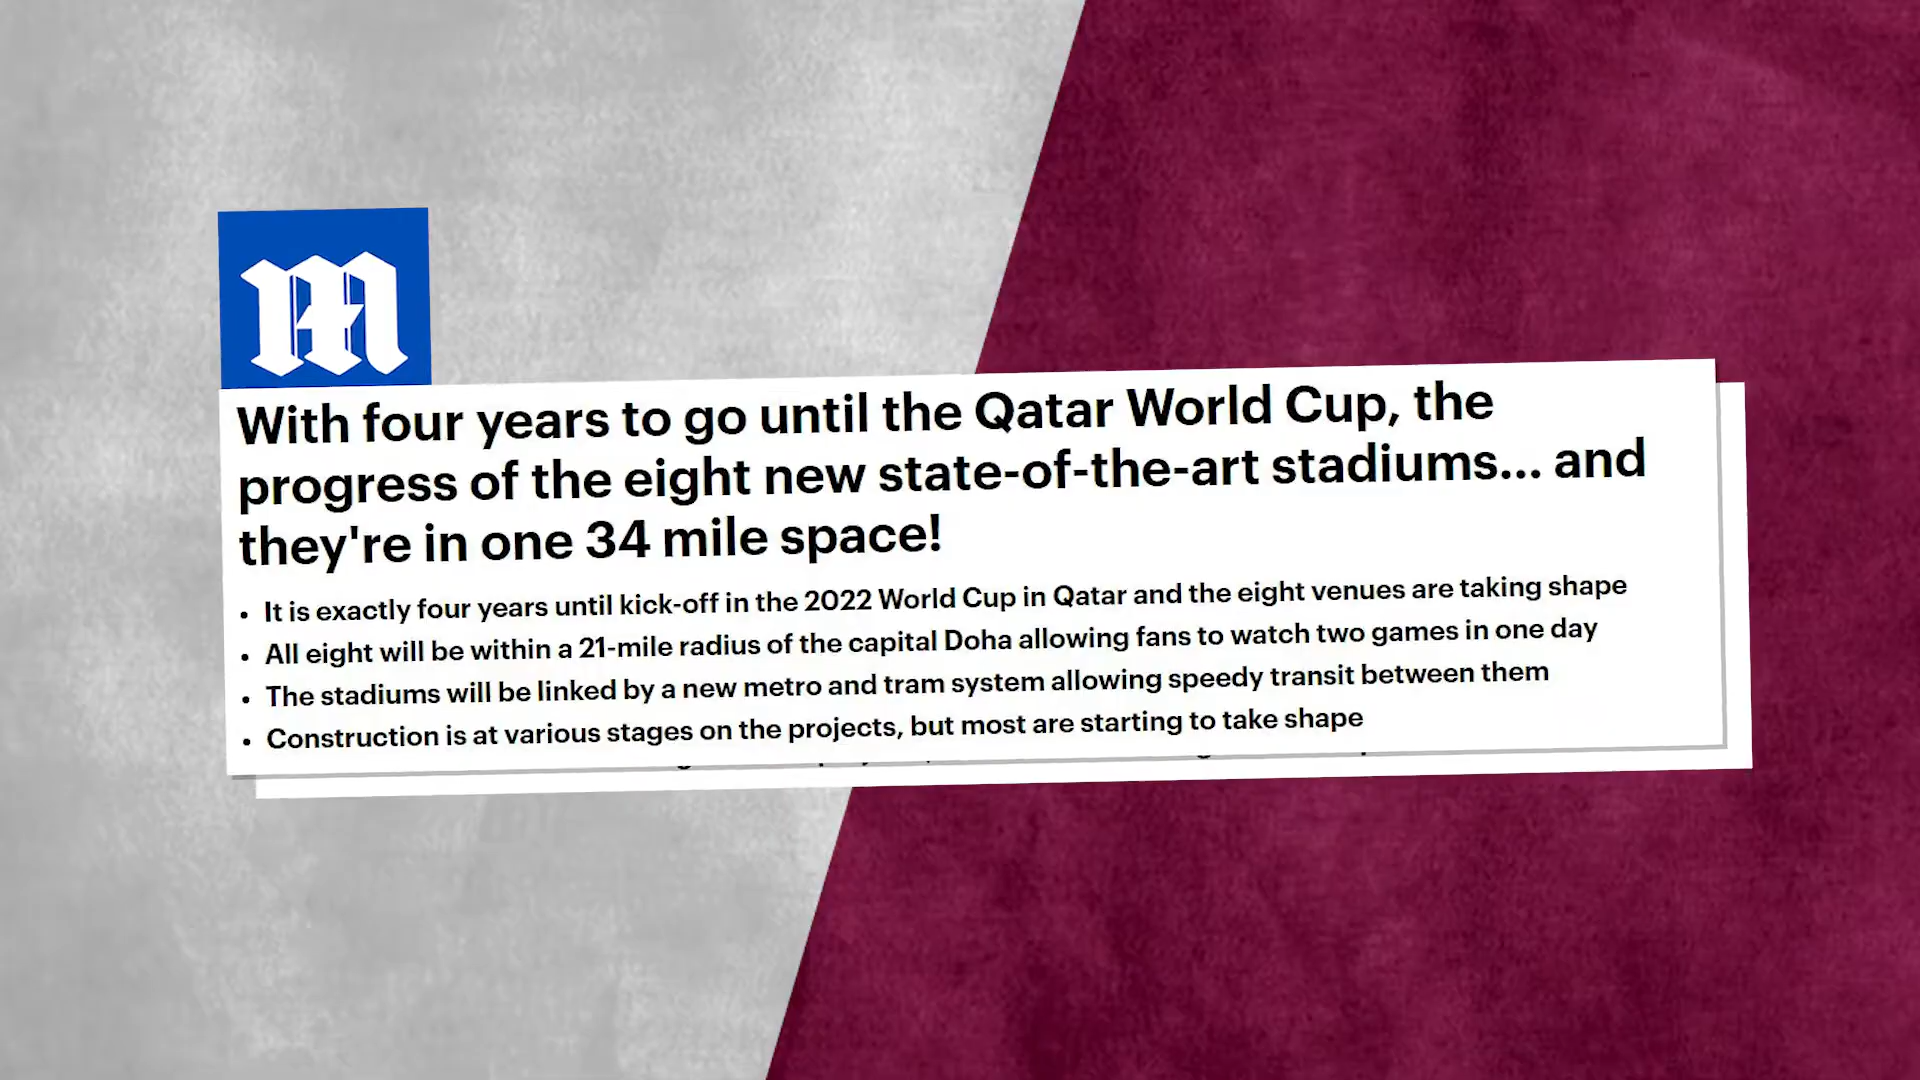 m
With four years to go until the Qatar World Cup, the
progress of the eight new state-of-the-art stadiums... and
they're in one 34 mile space!
• It is exactly four years until kick-off in the 2022 World Cup in Qatar and the eight venues are taking shape
• All eight will be within a 21-mile radius of the capital Doha allowing fans to watch two games in one day
• The stadiums will be linked by a new metro and tram system allowing speedy transit between them
• Construction is at various stages on the projects, but most are starting to take shape